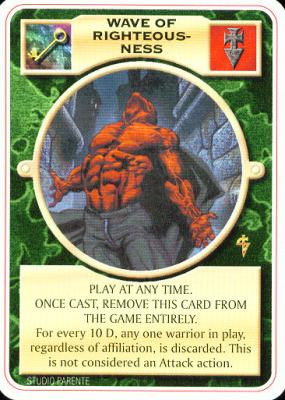 WAVE OF
RIGHTEOUS-
NESS
PLAY AT ANY TIME.
ONCE CAST, REMOVE THIS CARD FROM
THE GAME ENTIRELY.
For every 10 D, any one warrior in play,
regardless of affiliation, is discarded. This
is not considered an Attack action.
STUDIO PARENTE